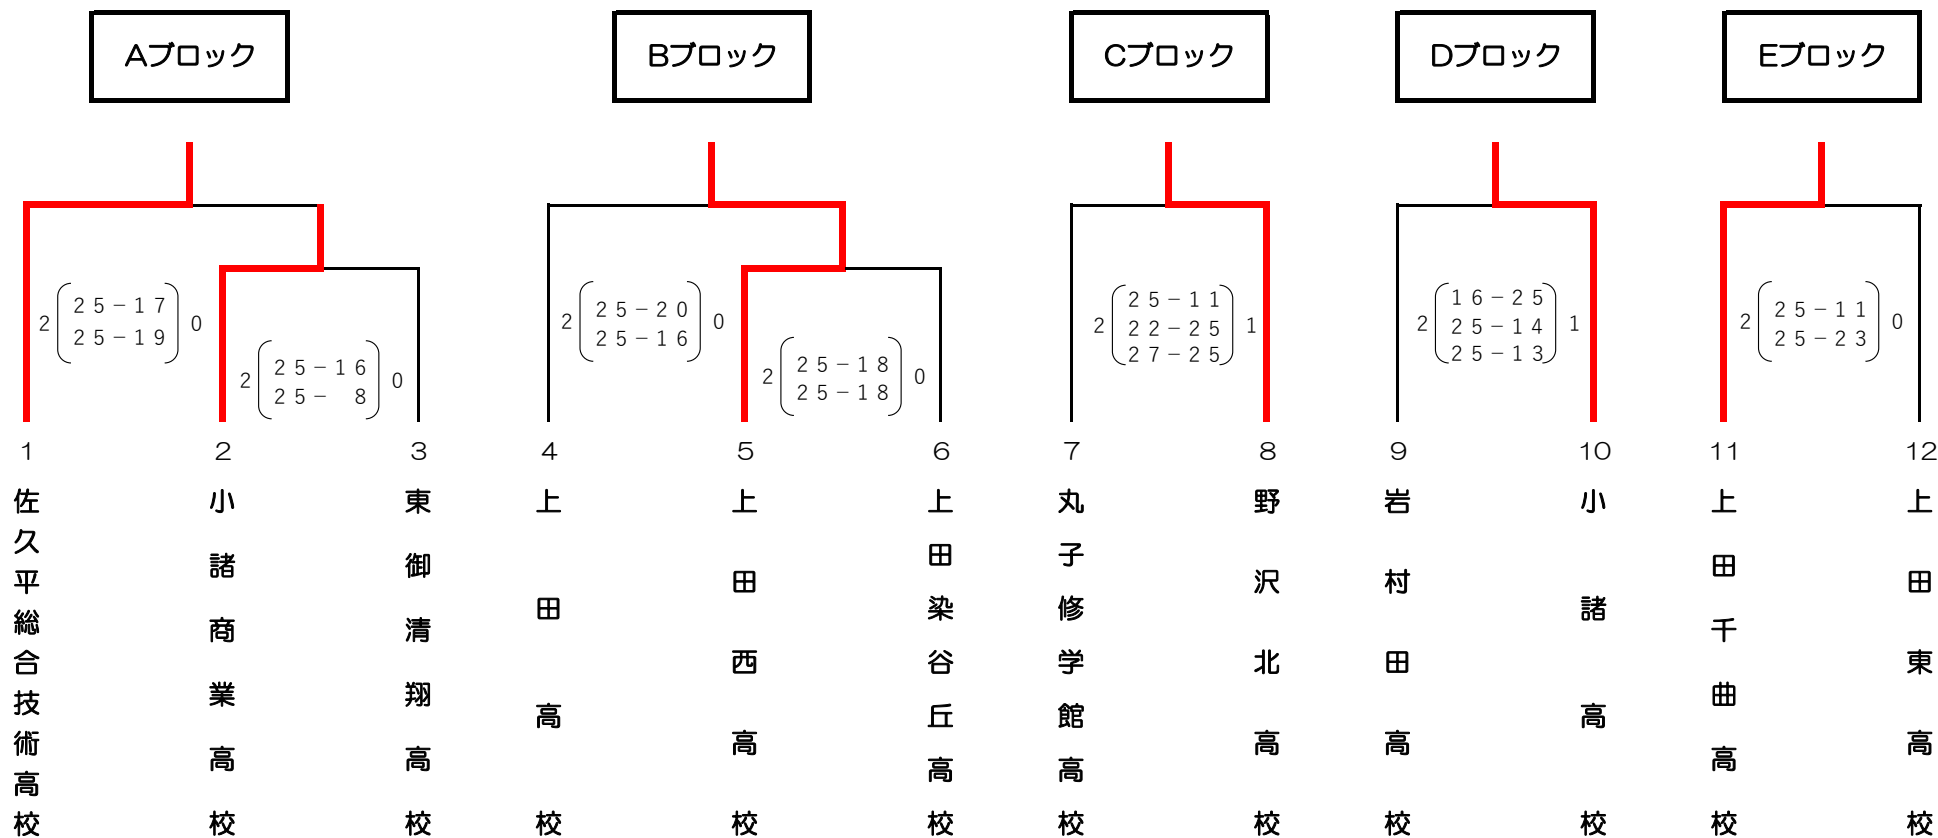 Aブロック
Bブロック
Cブロック
Dブロック
Eブロック
2 25-17 0
25-19
2 25-16 0
25- 8
2 25-20 0
25-16
2 25-18 0
25-18
2 25-11 1
22-25
27-25
2 16-25 1
25-14
25-13
2 25-11 0
25-23
1
2
3
4
5
6
7
8
9
10
11
12
佐久平総合技術高校
小諸商業高校
東御清翔高校
上田高校
上田西高校
上田染谷丘高校
丸子修学館高校
野沢北高校
岩村田高校
小諸高校
上田千曲高校
上田東高校